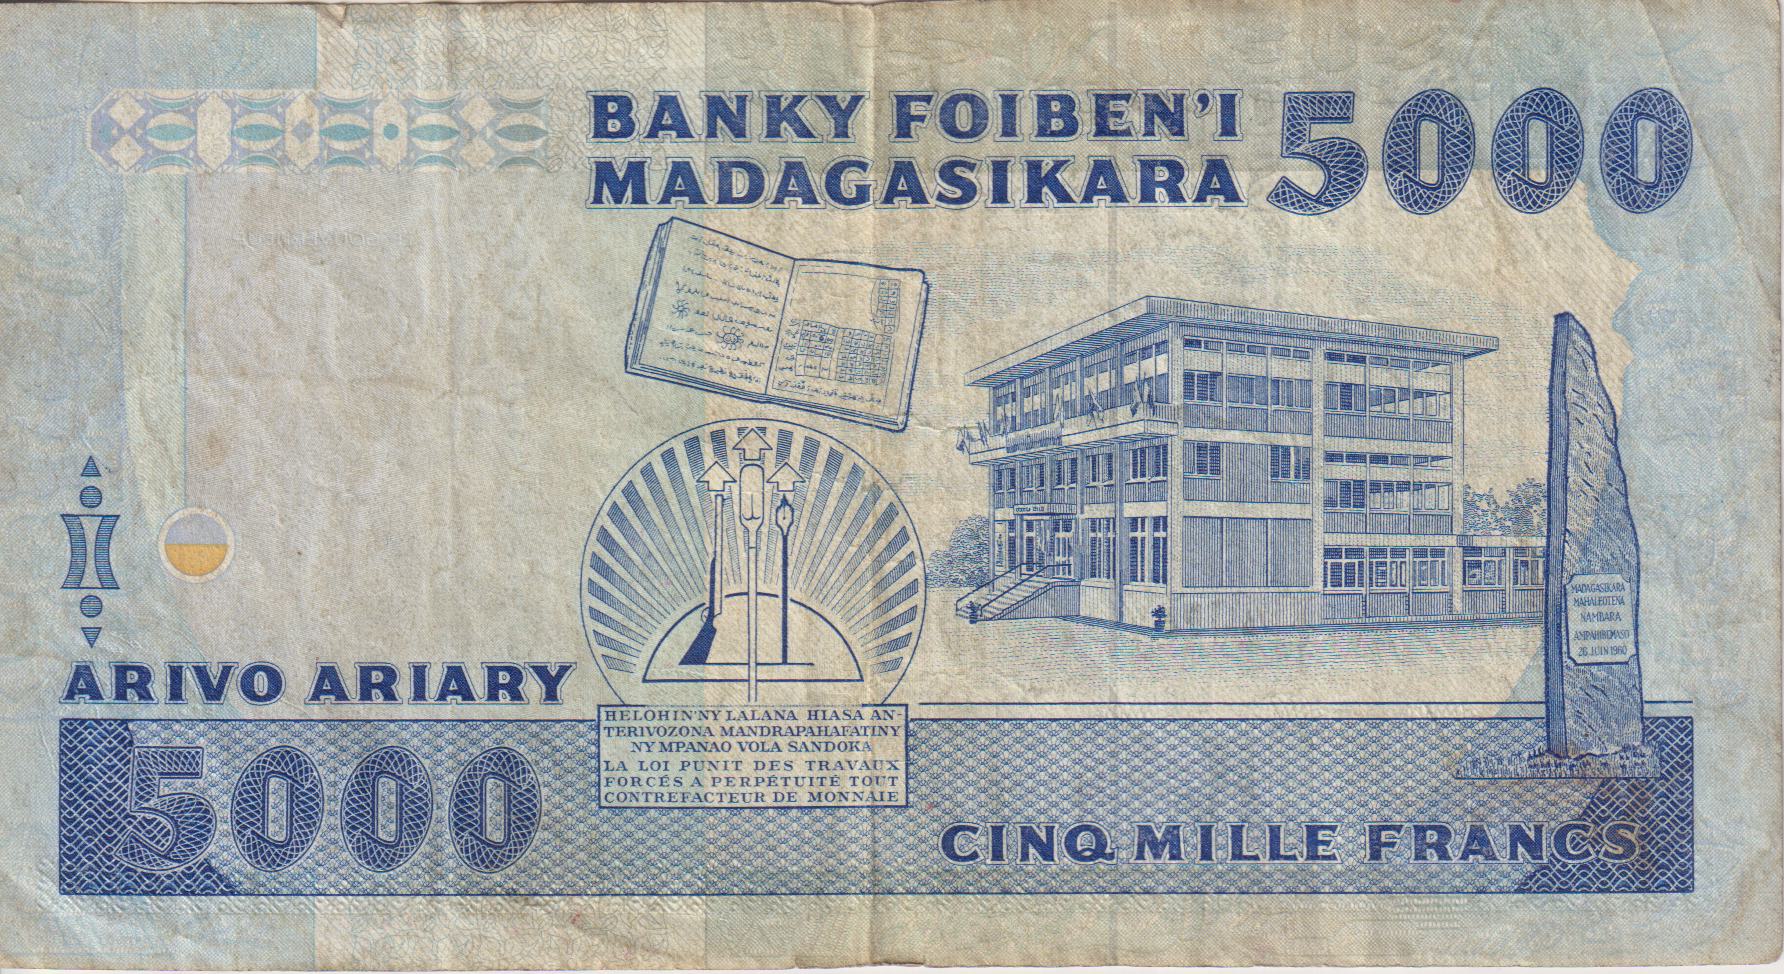 BANKY FOIBEN'I
MADAGASIKARA
5000
MADAGASIKARA
MAHALEOTENA
NAMBARA
AMPAHIBEMASO
26 JUIN 1960
ARIVO ARIARY
HELOHIN'NY LALANA HIASA AN-
TERIVOZONA MANDRAPAHAFATINY
NY MPANAO VOLA SANDOKA
LA LOI PUNIT DES TRAVAUX
FORCÉS A PERPÉTUITÉ TOUT
CONTREFACTEUR DE MONNAIE
5000
CINQ MILLE FRANCS